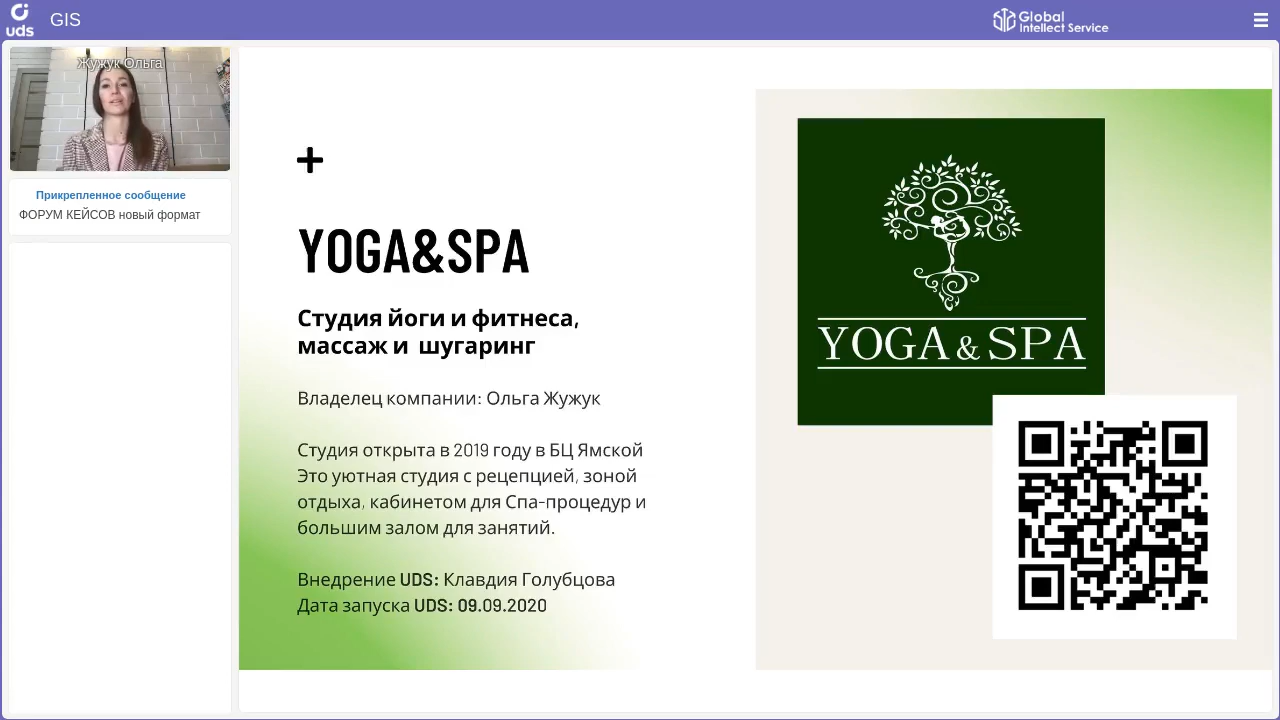 uds
GIS
Global
Intellect Service
Жужук Ольга
Прикрепленное сообщение
ФОРУМ КЕЙСОВ новый формат
+
YOGA&SPA
Студия йоги и фитнеса,
массаж и шугаринг
Владелец компании: Ольга Жужук
Студия открыта в 2019 году в БЦ Ямской
Это уютная студия с рецепцией, зоной
отдыха, кабинетом для Спа-процедур и
большим залом для занятий.
Внедрение UDS: Клавдия Голубцова
Дата запуска UDS: 09.09.2020
YOGA & SPA